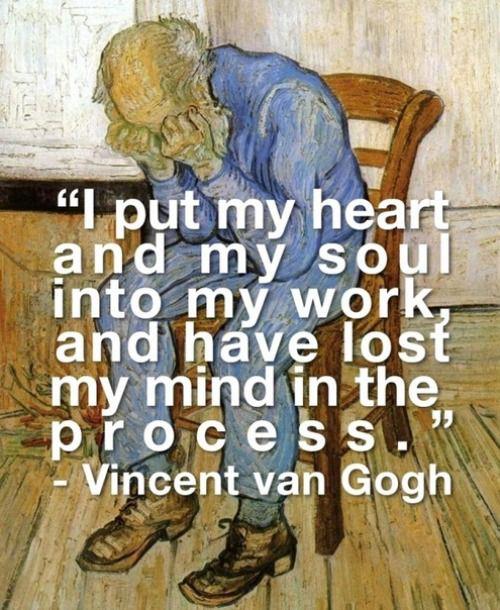 “I put my heart
and my soul
into my work,
and have lost
my mind in the
process.”
- Vincent van Gogh